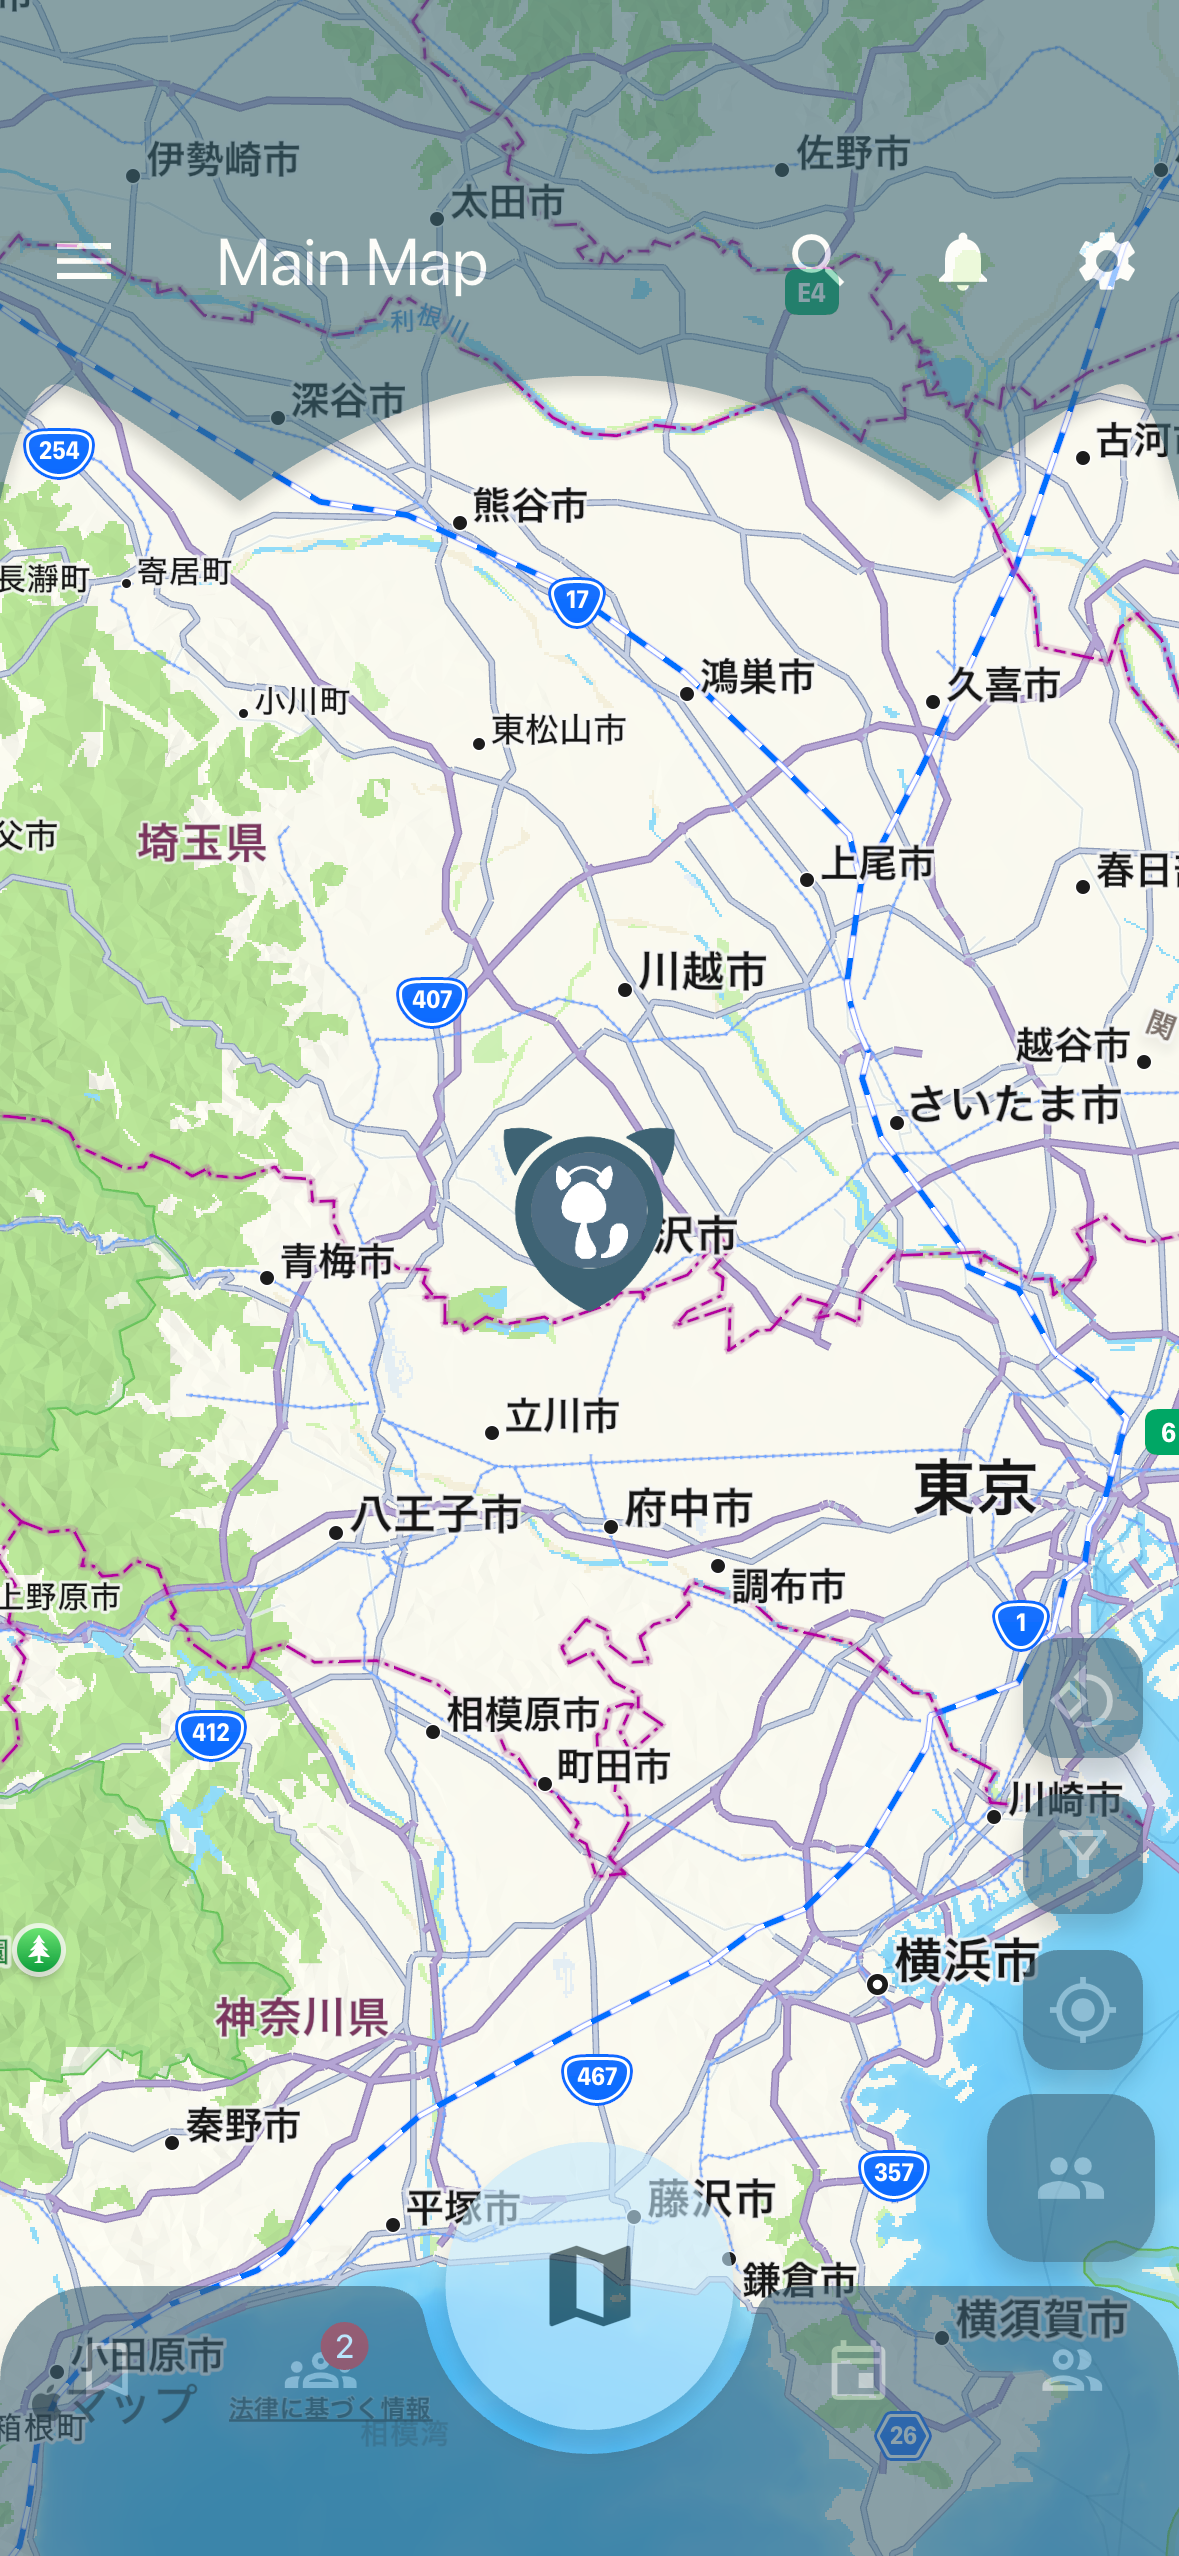 伊勢崎市
佐野市
太田市
Main Map
E4
利根川
深谷市
254
古河
熊谷市
寄居町
長瀞町
17
鴻巣市
久喜市
小川町
東松山市
埼玉県
父市
上尾市
春日
川越市
407
関
越谷市
さいたま市
沢市
青梅市
立川市
6
東京
八王子市
府中市
調布市
上野原市
1
相模原市
412
町田市
川崎市
横浜市
神奈川県
467
秦野市
357
平塚市
藤沢市
鎌倉市
横須賀市
小田原市
2
マップ
法律に基づく情報
箱根町
相模湾
26